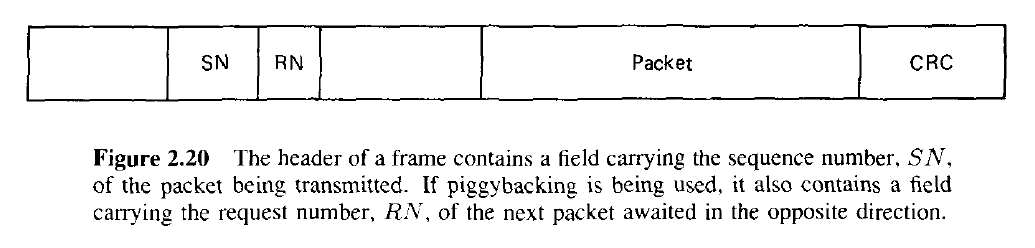 SN RN Packet CRC
Figure 2.20 The header of a frame contains a field carrying the sequence number, SN,
of the packet being transmitted. If piggybacking is being used, it also contains a field
carrying the request number, RN, of the next packet awaited in the opposite direction.